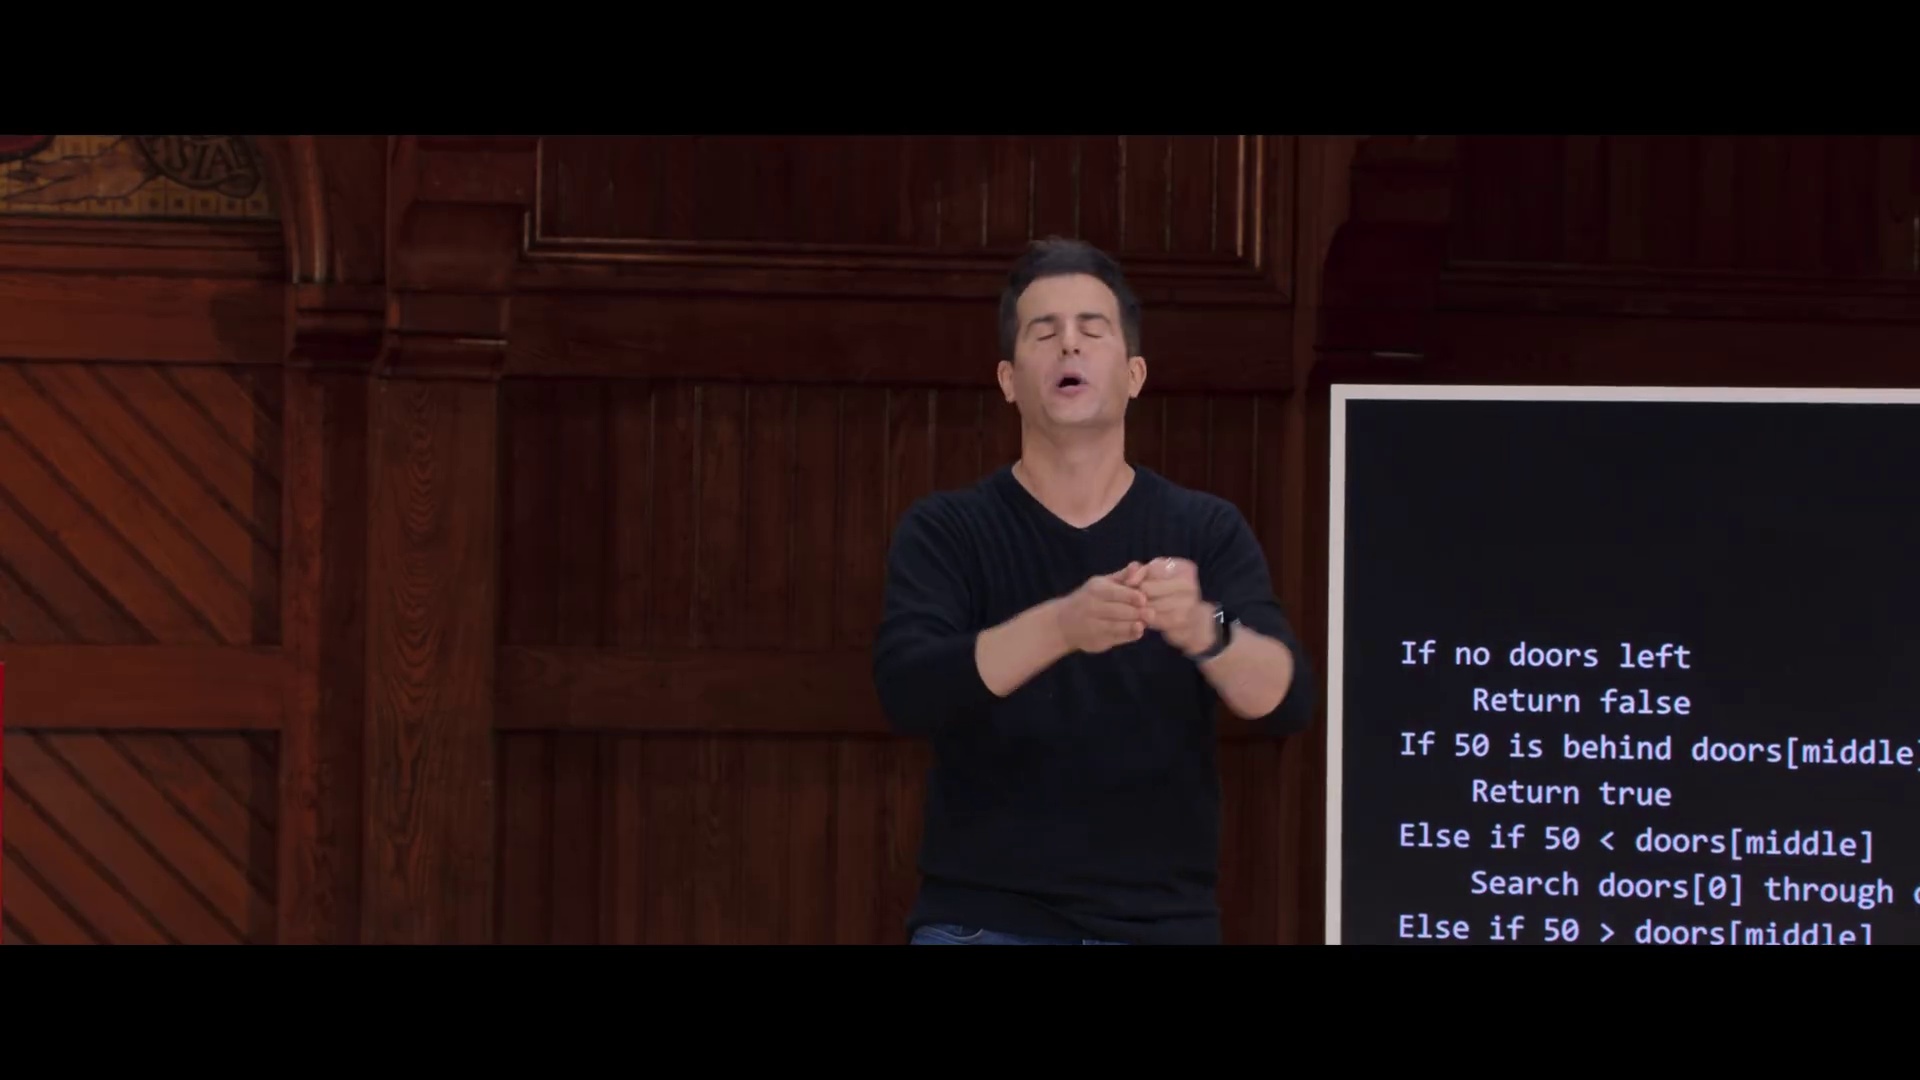 If no doors left
Return false
If 50 is behind doors[middle]
Return true
Else if 50 < doors[middle]
Search doors[0] through
Else if 50 > doors[middle]